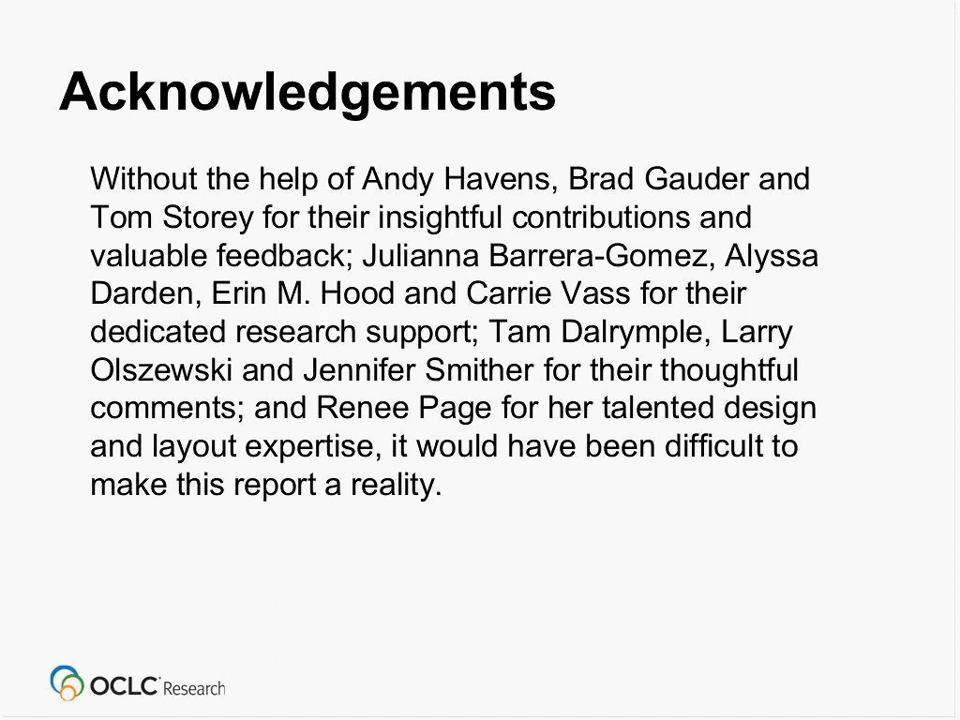 Acknowledgements
Without the help of Andy Havens, Brad Gauder and
Tom Storey for their insightful contributions and
valuable feedback; Julianna Barrera-Gomez, Alyssa
Darden, Erin M. Hood and Carrie Vass for their
dedicated research support; Tam Dalrymple, Larry
Olszewski and Jennifer Smither for their thoughtful
comments; and Renee Page for her talented design
and layout expertise, it would have been difficult to
make this report a reality.
OCLC Research